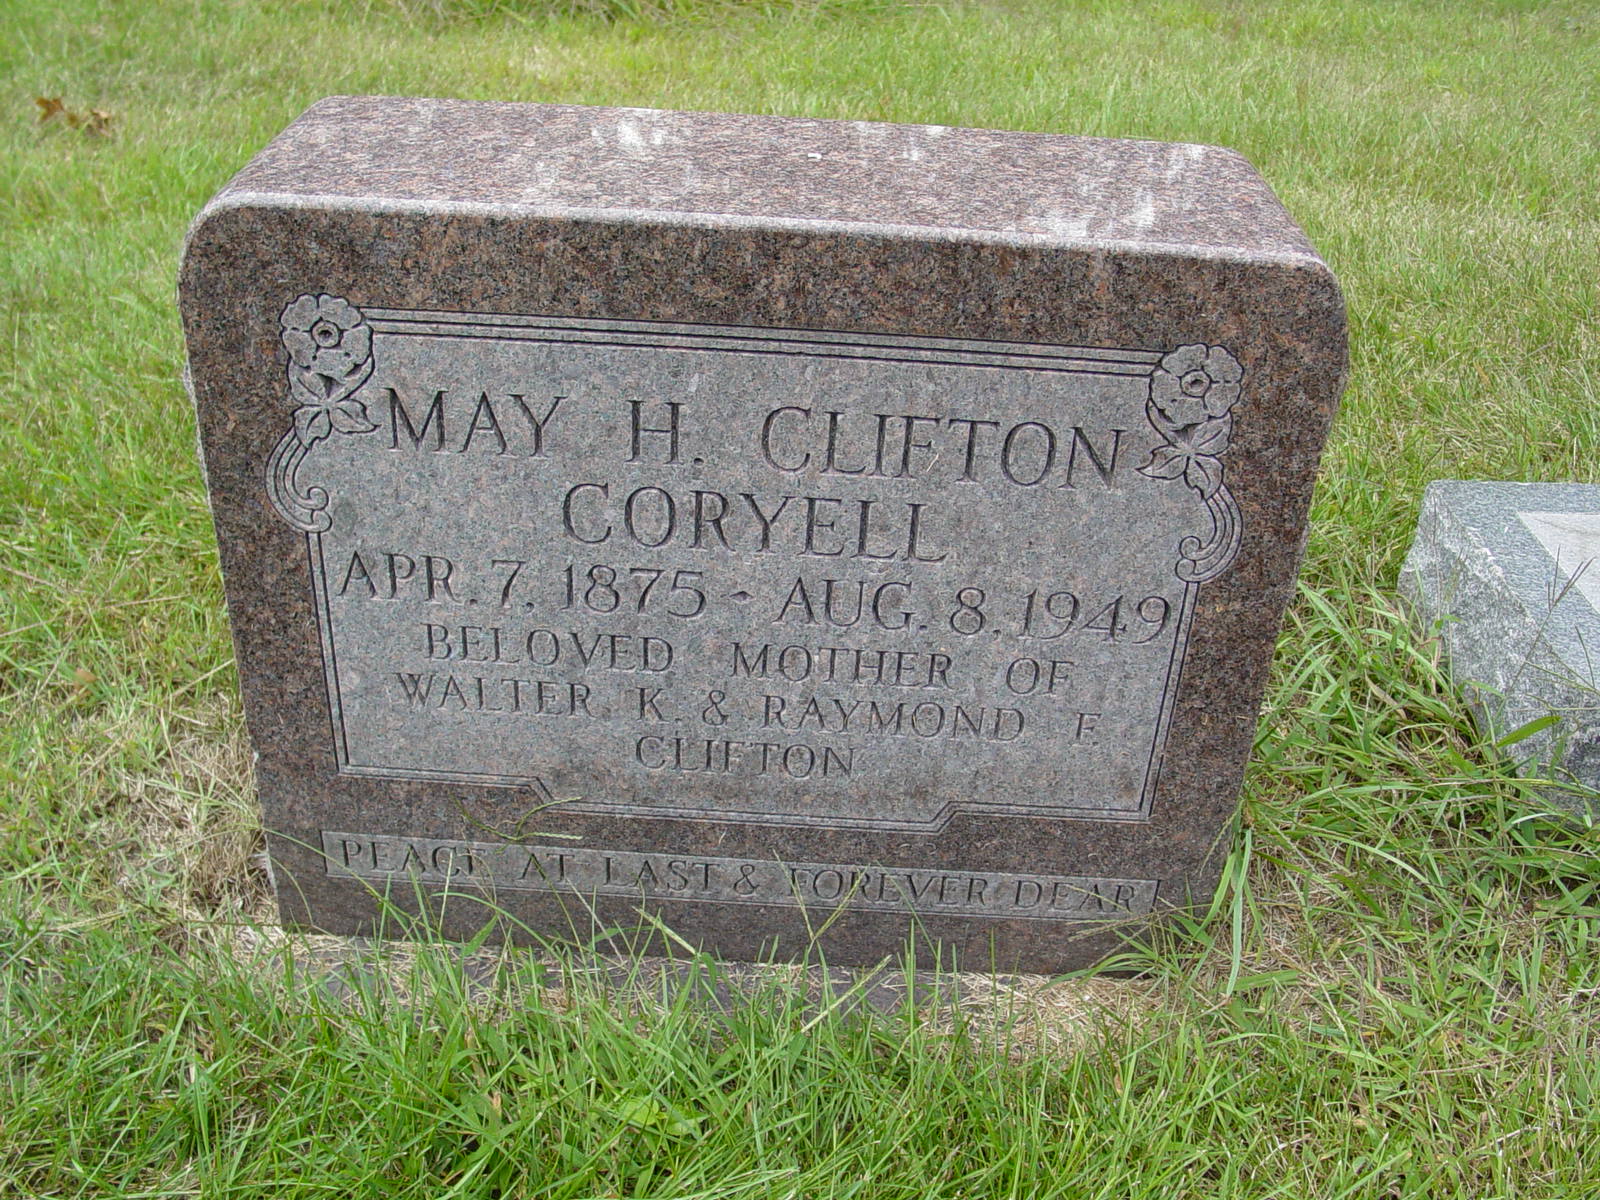 MAY H. CLIFTON
CORYELL
APR. 7, 1875 - AUG. 8, 1949
BELOVED MOTHER OF
WALTER K. & RAYMOND F.
CLIFTON
PEACE AT LAST & FOREVER DEAR